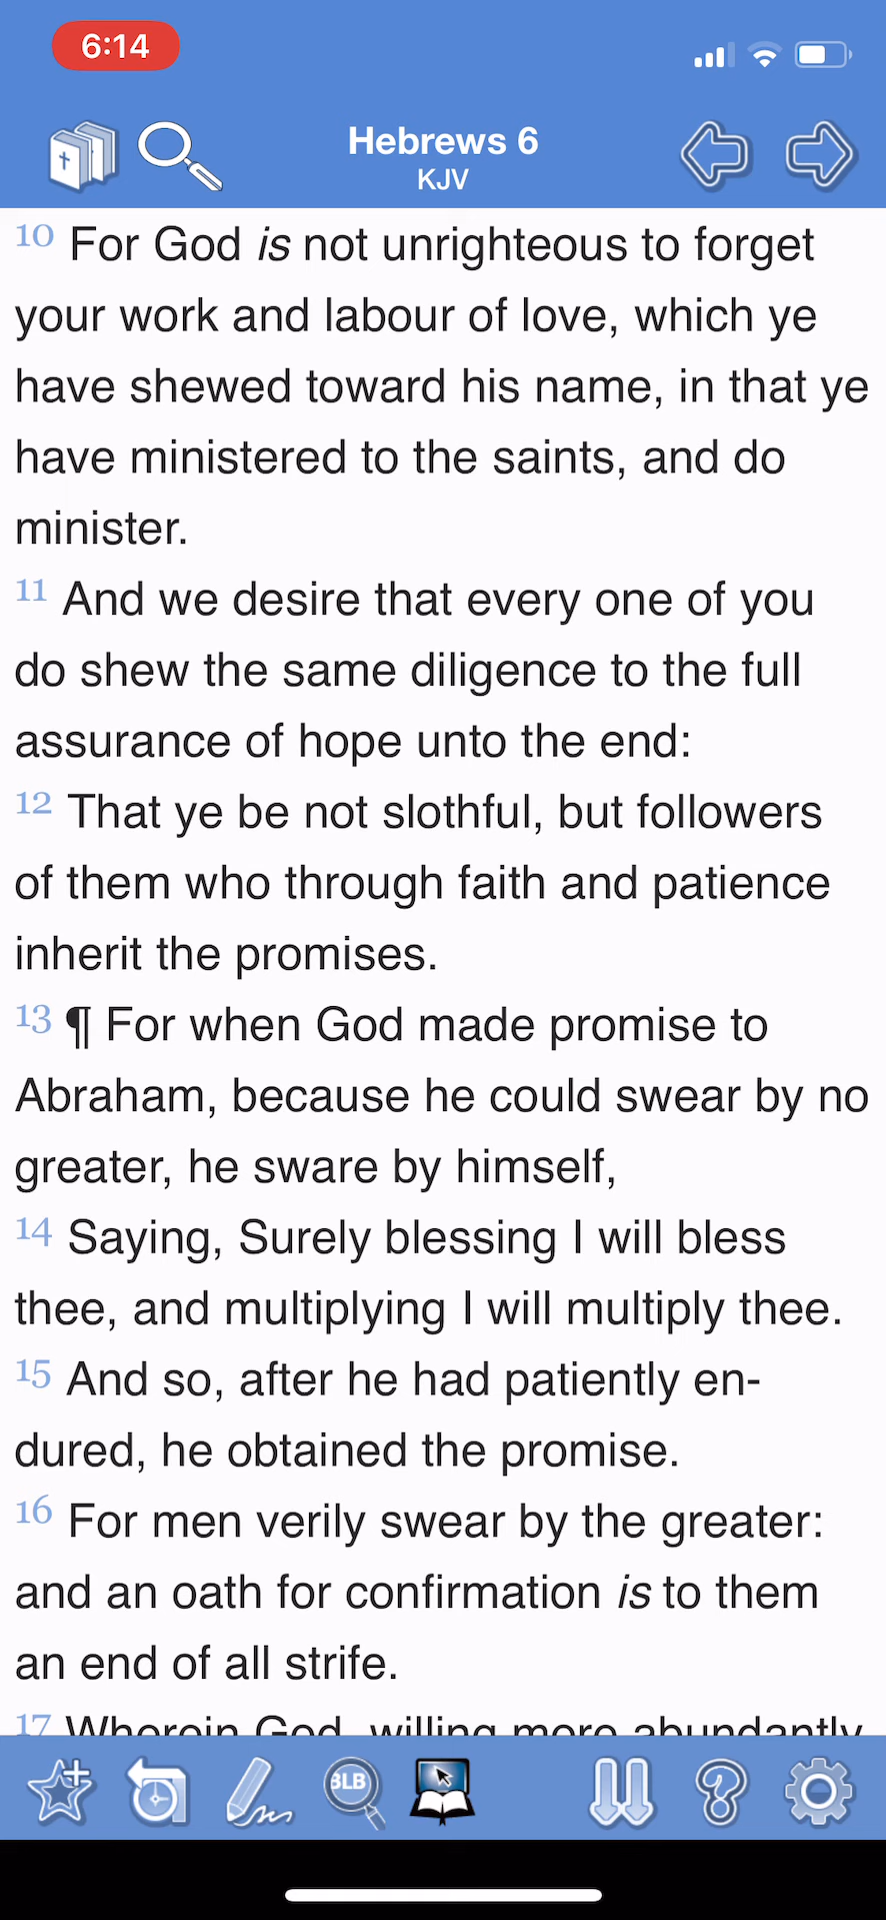 6:14
Hebrews 6
KJV
10 For God is not unrighteous to forget
your work and labour of love, which ye
have shewed toward his name, in that ye
have ministered to the saints, and do
minister.
11 And we desire that every one of you
do shew the same diligence to the full
assurance of hope unto the end:
12 That ye be not slothful, but followers
of them who through faith and patience
inherit the promises.
13 ¶ For when God made promise to
Abraham, because he could swear by no
greater, he sware by himself,
14 Saying, Surely blessing I will bless
thee, and multiplying I will multiply thee.
15 And so, after he had patiently en-
dured, he obtained the promise.
16 For men verily swear by the greater:
and an oath for confirmation is to them
an end of all strife.
17 Wherein God, willing more abundantly
BLB